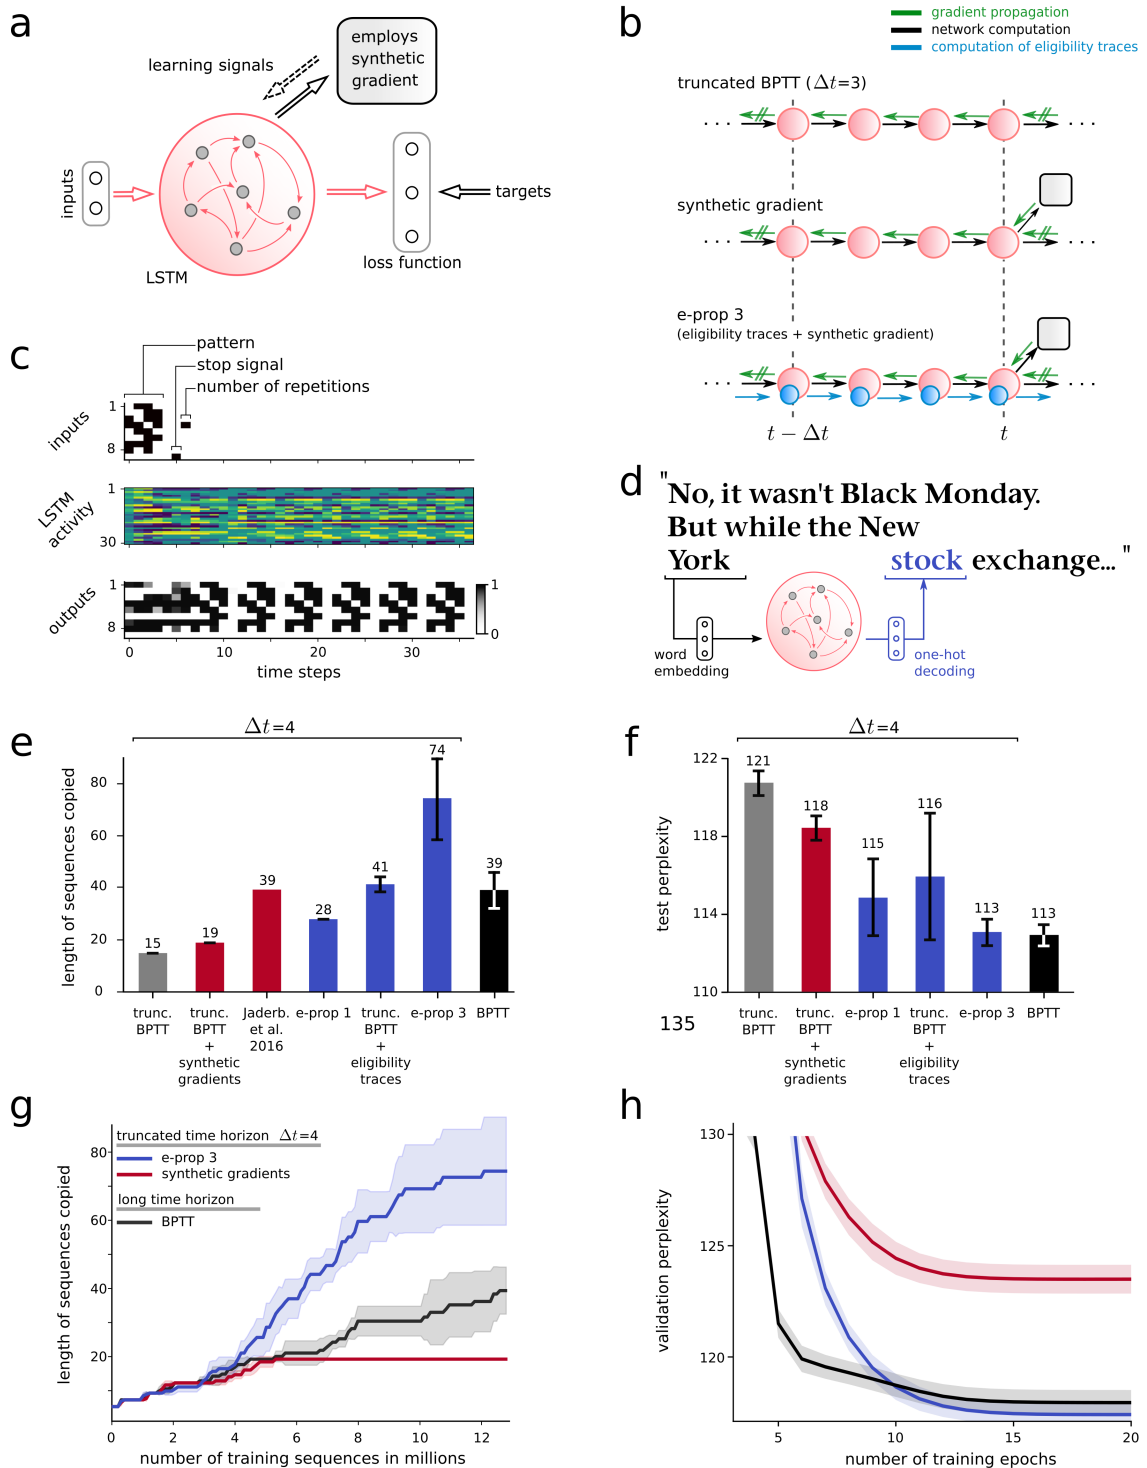 a
employs
synthetic
gradient
learning signals
inputs
targets
loss function
LSTM
b
gradient propagation
network computation
computation of eligibility traces
truncated BPTT (Δt=3)
· · ·
· · ·
synthetic gradient
· · ·
· · ·
e-prop 3
(eligibility traces + synthetic gradient)
· · ·
· · ·
t − Δt
t
c
pattern
stop signal
number of repetitions
inputs
1
8
LSTM
activity
1
30
outputs
1
8
1
0
0
10
20
30
time steps
d
"No, it wasn't Black Monday.
But while the New
York stock exchange... "
word
embedding
one-hot
decoding
e
Δt=4
length of sequences copied
80
60
40
20
0
15
19
39
28
41
74
39
trunc.
BPTT
trunc.
BPTT
+
synthetic
gradients
Jaderb.
et al.
2016
e-prop 1
trunc.
BPTT
+
eligibility
traces
e-prop 3
BPTT
f
Δt=4
test perplexity
122
118
114
110
121
118
115
116
113
113
135
trunc.
BPTT
trunc.
BPTT
+
synthetic
gradients
e-prop 1
trunc.
BPTT
+
eligibility
traces
e-prop 3
BPTT
g
truncated time horizon Δt=4
e-prop 3
synthetic gradients
long time horizon
BPTT
length of sequences copied
80
60
40
20
0
2
4
6
8
10
12
number of training sequences in millions
h
validation perplexity
130
125
120
5
10
15
20
number of training epochs